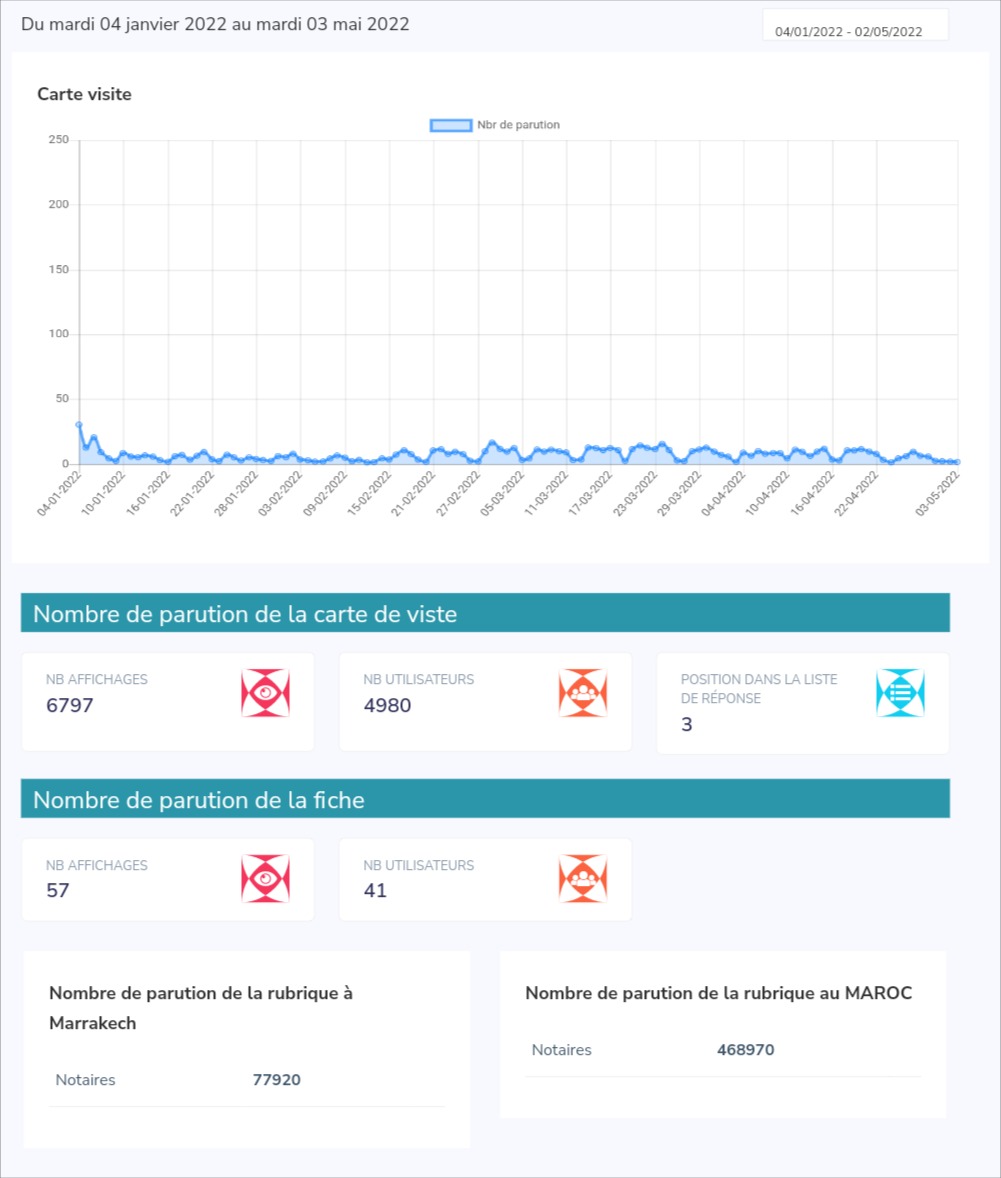 Du mardi 04 janvier 2022 au mardi 03 mai 2022
04/01/2022 - 02/05/2022
Carte visite
Nbr de parution
250
200
150
100
50
0
04-01-2022
10-01-2022
16-01-2022
22-01-2022
28-01-2022
03-02-2022
09-02-2022
15-02-2022
21-02-2022
27-02-2022
05-03-2022
11-03-2022
17-03-2022
23-03-2022
29-03-2022
04-04-2022
10-04-2022
16-04-2022
22-04-2022
03-05-2022
Nombre de parution de la carte de viste
NB AFFICHAGES
6797
NB UTILISATEURS
4980
POSITION DANS LA LISTE
DE RÉPONSE
3
Nombre de parution de la fiche
NB AFFICHAGES
57
NB UTILISATEURS
41
Nombre de parution de la rubrique à
Marrakech
Notaires 77920
Nombre de parution de la rubrique au MAROC
Notaires 468970